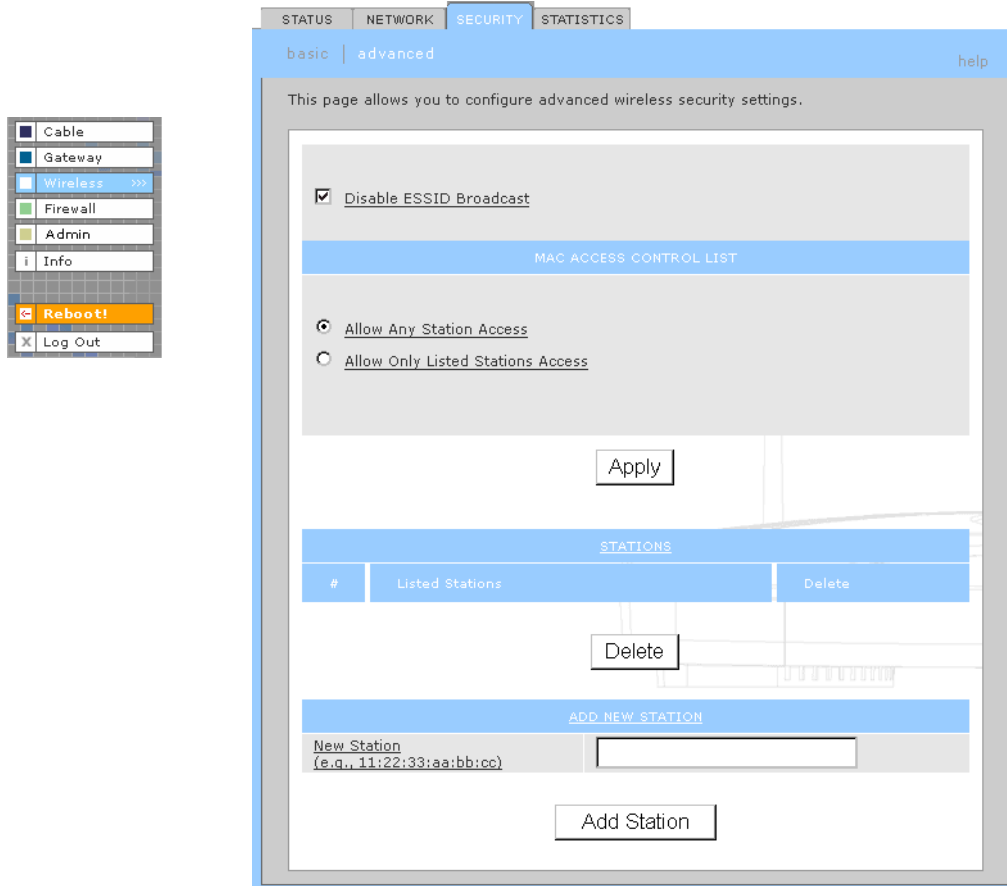 STATUS NETWORK SECURITY STATISTICS
basic | advanced
help
This page allows you to configure advanced wireless security settings.
Cable
Gateway
Wireless >>>
Firewall
Admin
i Info
Reboot!
X Log Out
Disable ESSID Broadcast
MAC ACCESS CONTROL LIST
Allow Any Station Access
Allow Only Listed Stations Access
Apply
STATIONS
# Listed Stations Delete
Delete
ADD NEW STATION
New Station
(e.g., 11:22:33:aa:bb:cc)
Add Station